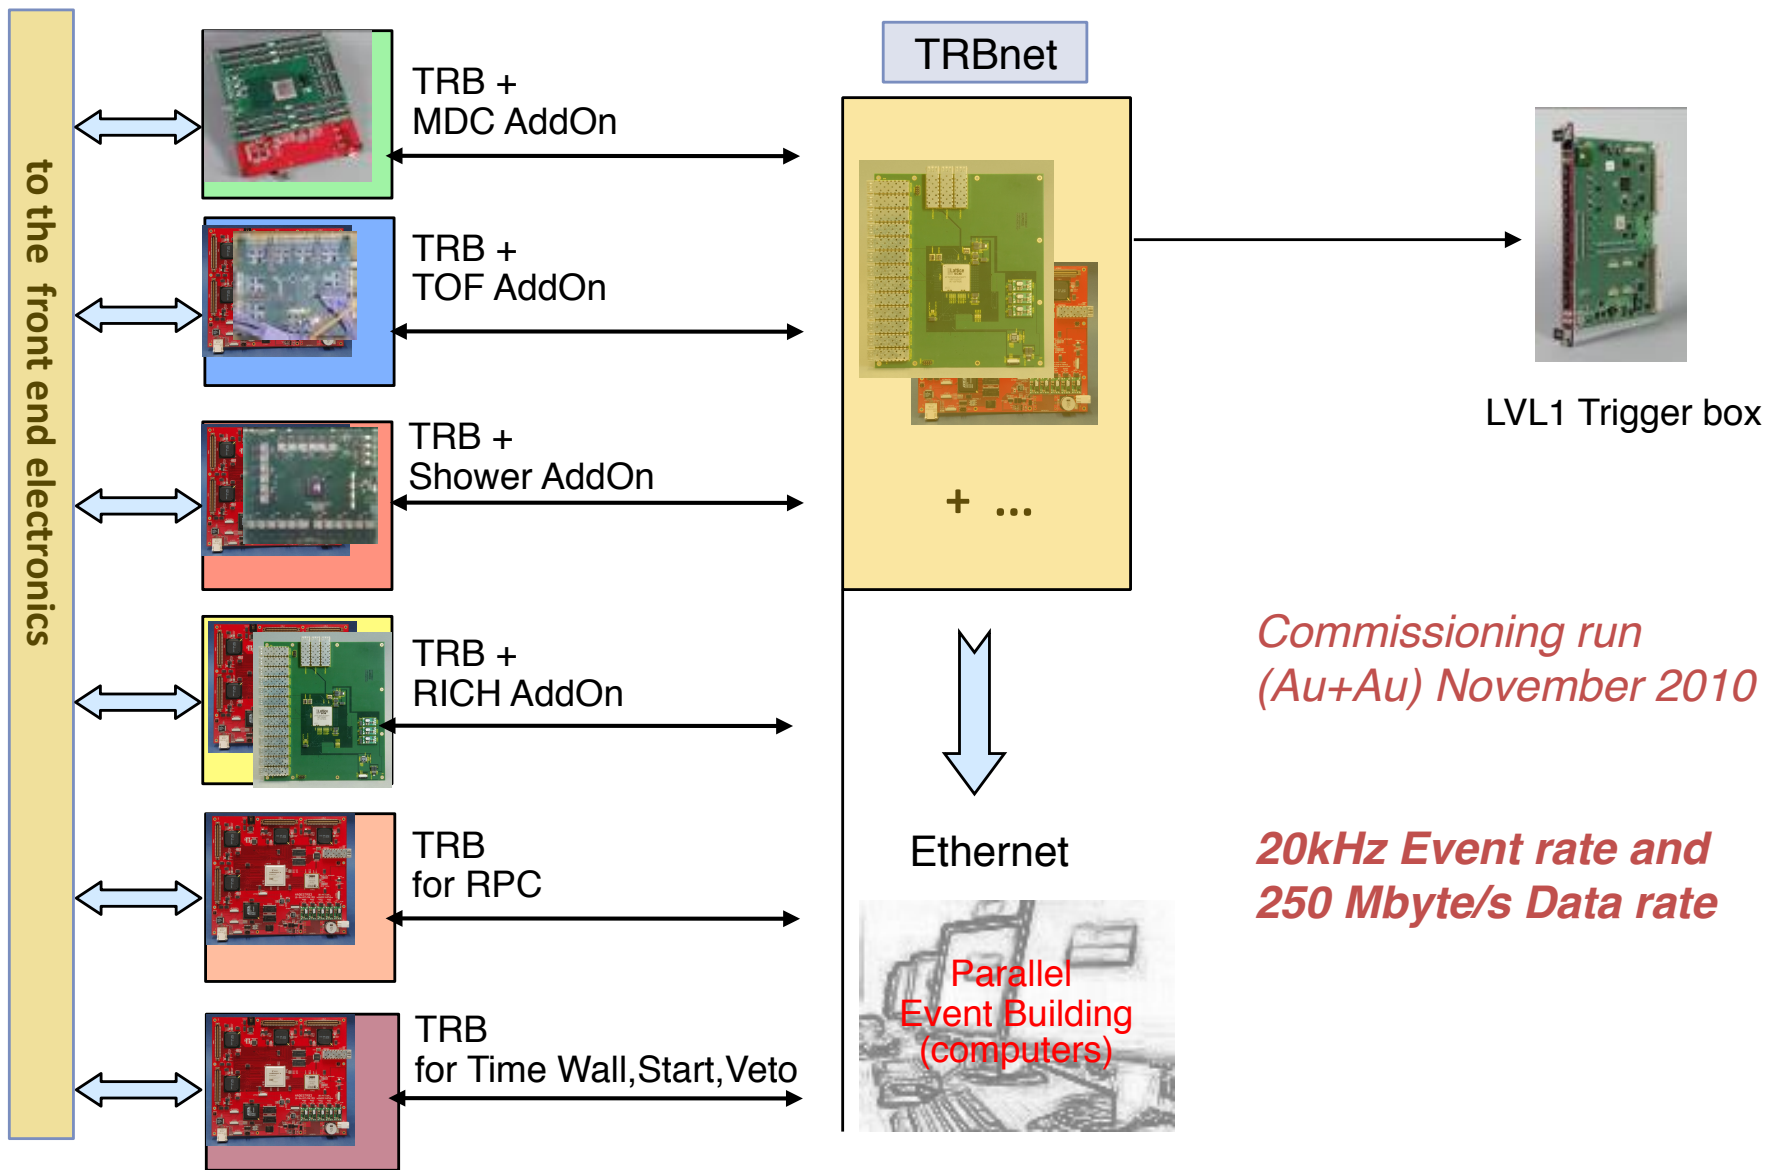 to the front end electronics
TRB +
MDC AddOn
TRB +
TOF AddOn
TRB +
Shower AddOn
TRB +
RICH AddOn
TRB
for RPC
TRB
for Time Wall,Start,Veto
TRBnet
+ ...
Ethernet
Parallel
Event Building
(computers)
LVL1 Trigger box
Commissioning run
(Au+Au) November 2010
20kHz Event rate and
250 Mbyte/s Data rate